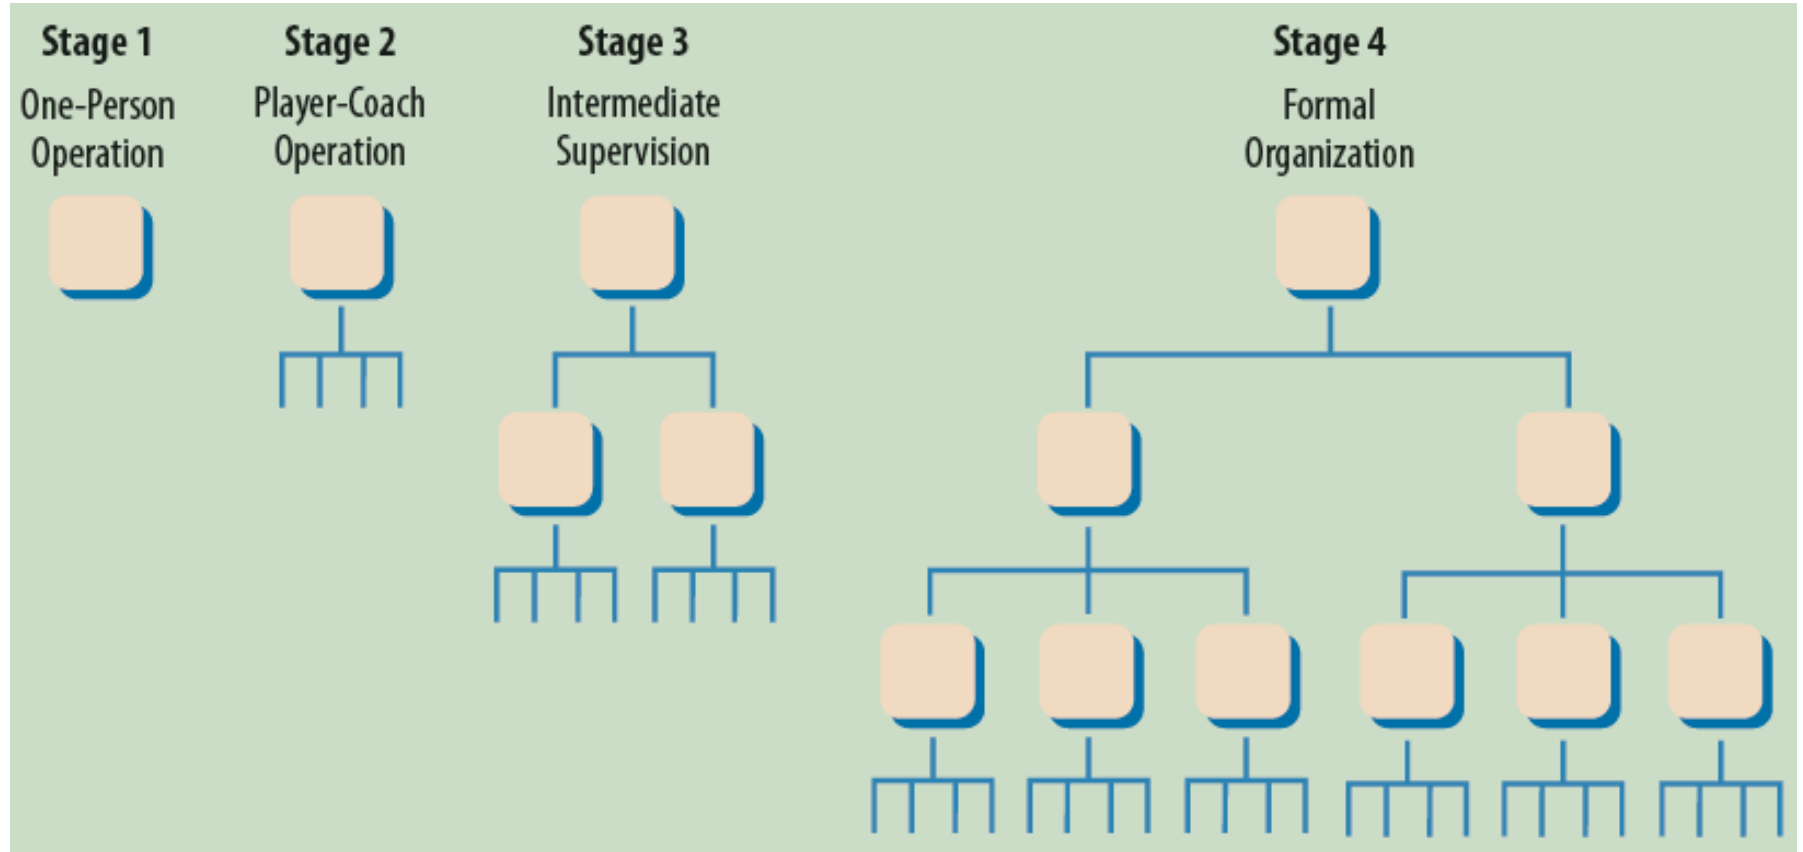 Stage 1
One-Person
Operation
Stage 2
Player-Coach
Operation
Stage 3
Intermediate
Supervision
Stage 4
Formal
Organization